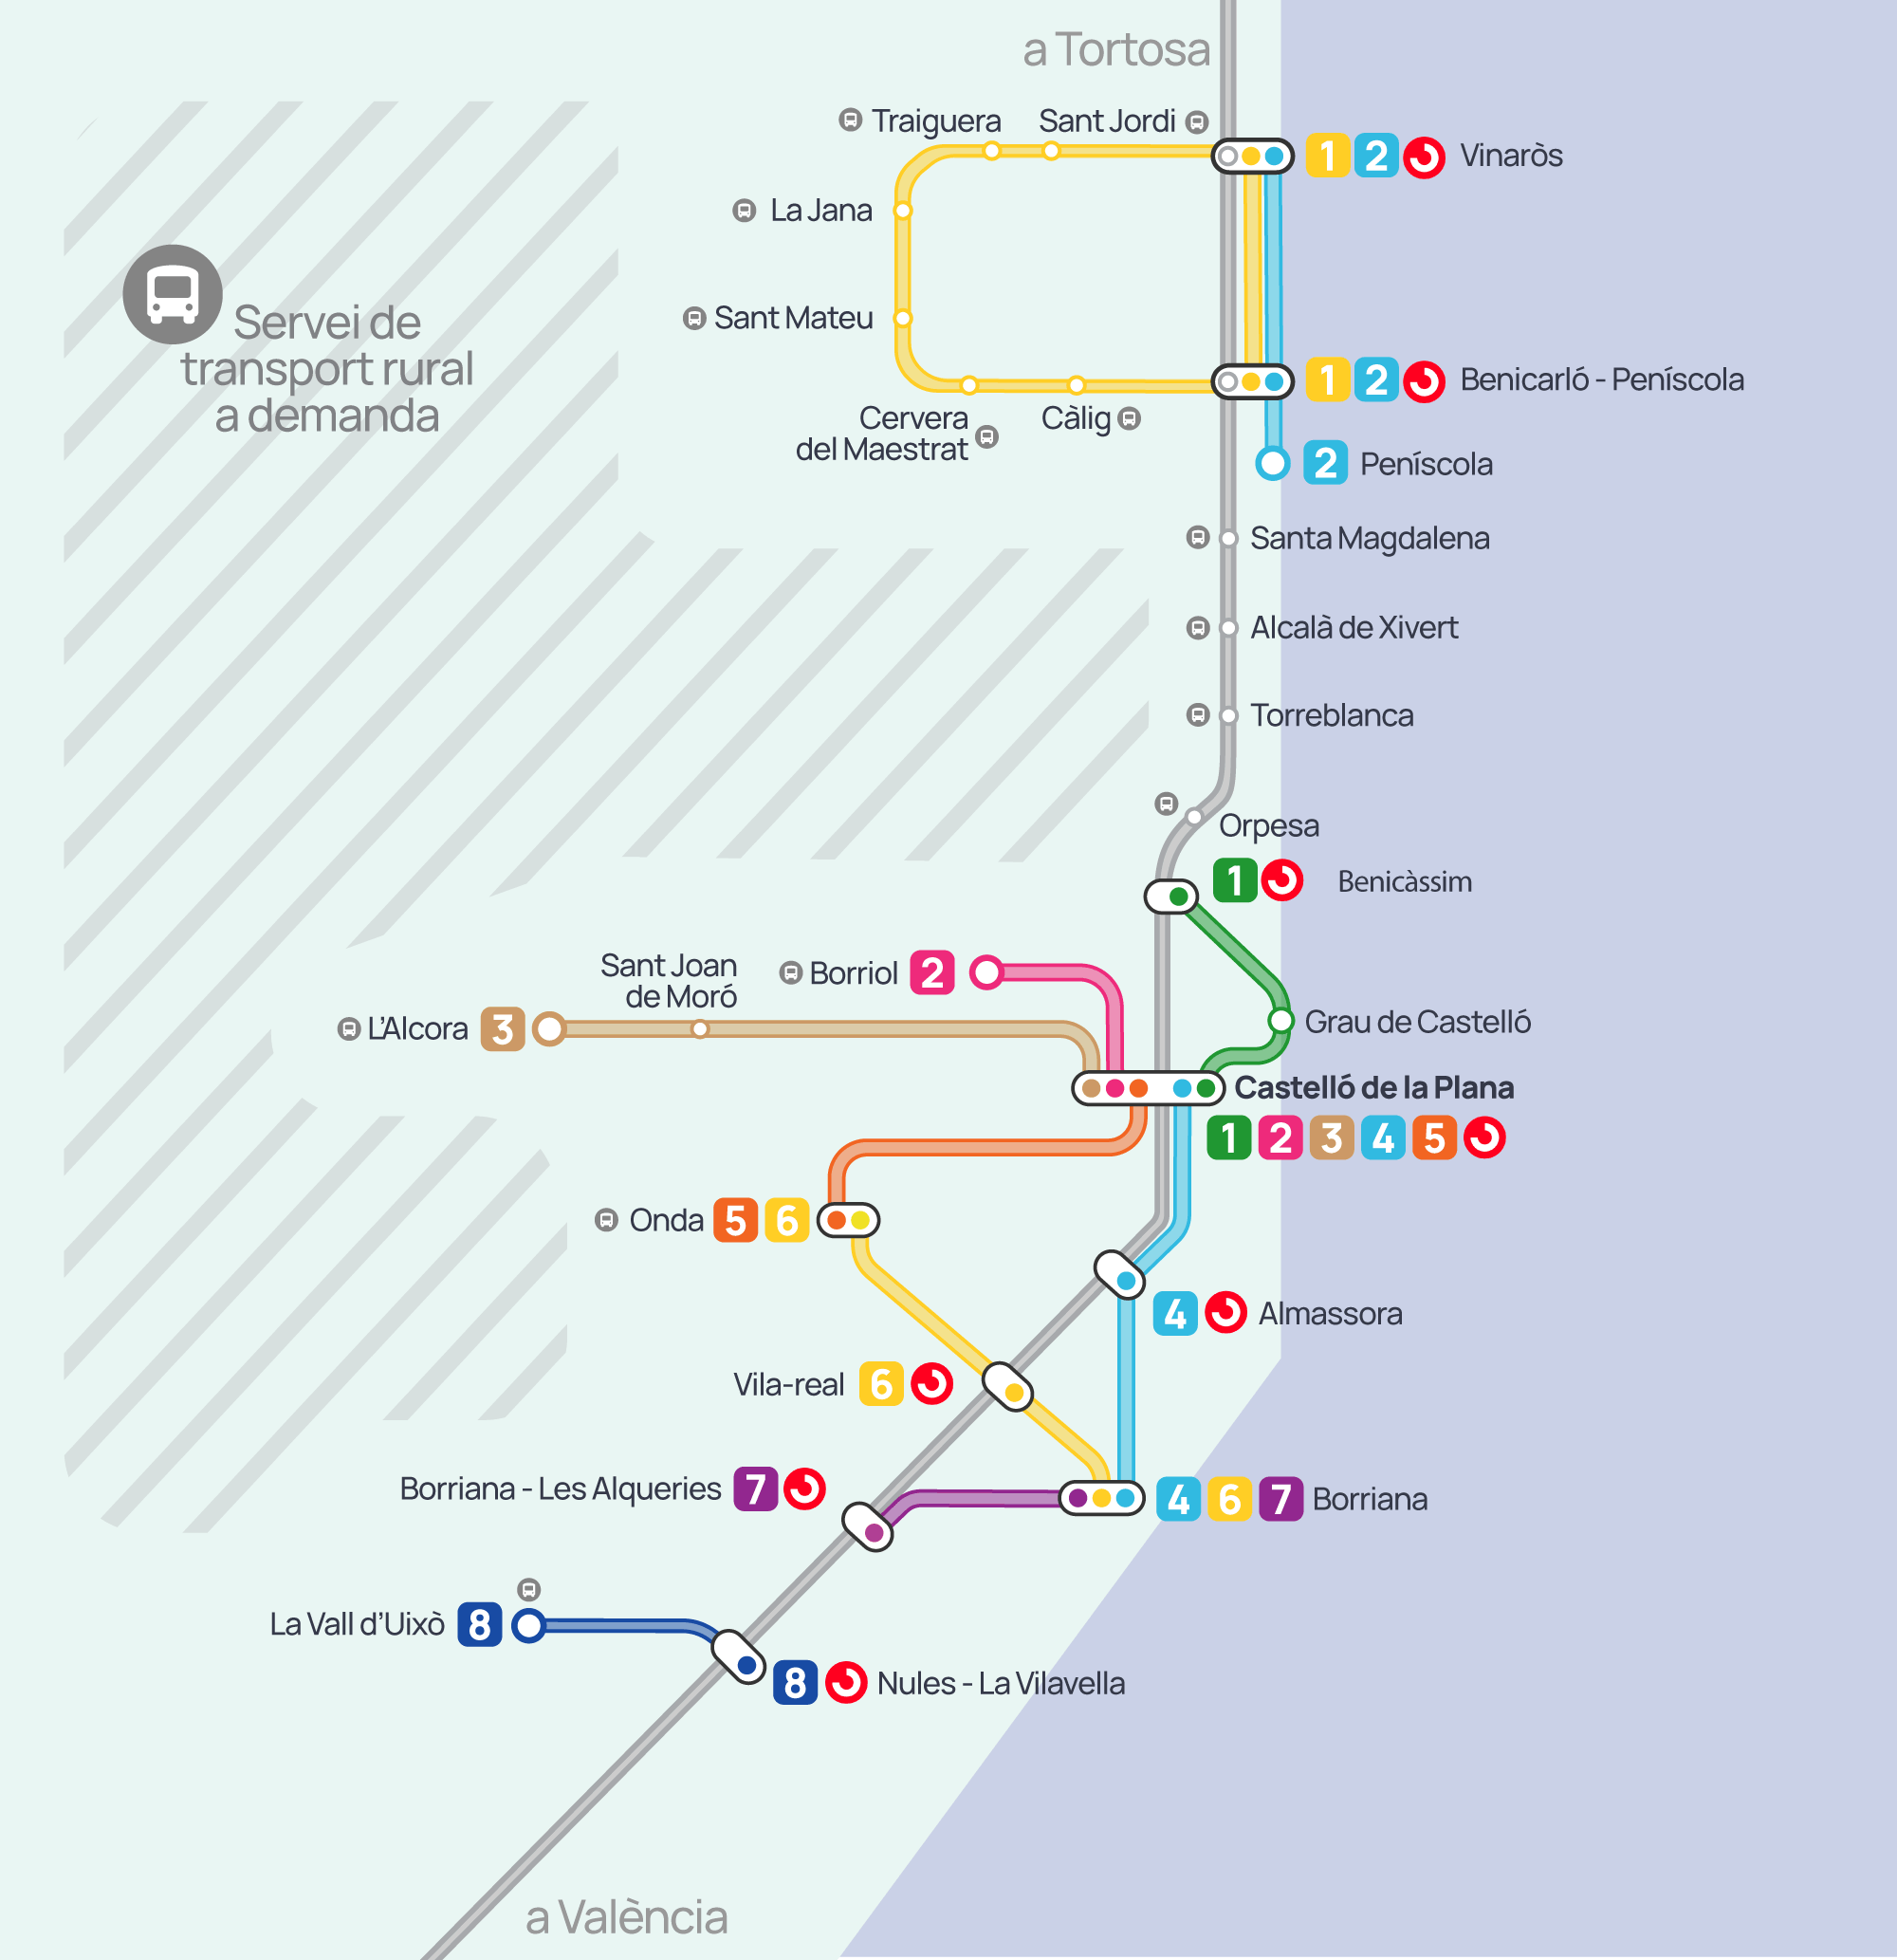 a Tortosa
Traiguera
Sant Jordi
1 2 Vinaròs
La Jana
Servei de
transport rural
a demanda
Sant Mateu
1 2 Benicarló - Peníscola
Cervera
del Maestrat
Càlig
2 Peníscola
Santa Magdalena
Alcalà de Xivert
Torreblanca
Orpesa
1 Benicàssim
Sant Joan
de Moró
Borriol 2
L'Alcora 3
Grau de Castelló
Castelló de la Plana
1 2 3 4 5
Onda 5 6
4 Almassora
Vila-real 6
Borriana - Les Alqueries 7
4 6 7 Borriana
La Vall d'Uixò 8
8 Nules - La Vilavella
a València